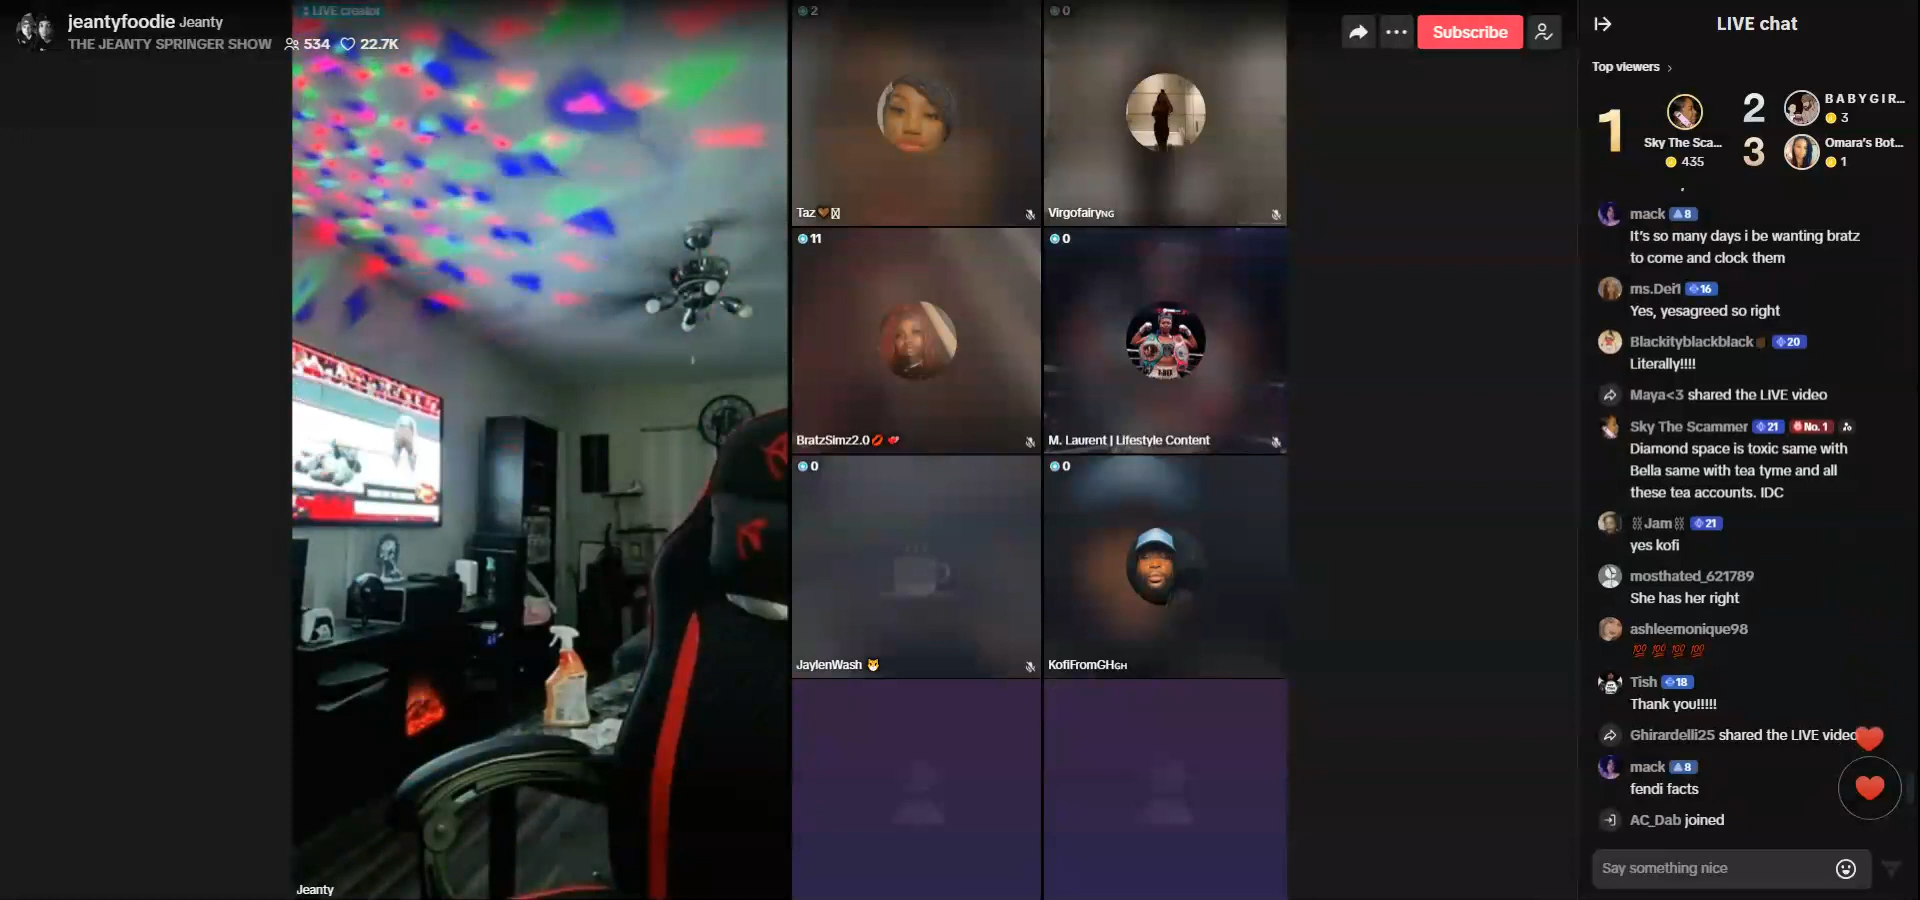 jeantyfoodie Jeanty
THE JEANTY SPRINGER SHOW 534 22.7K
LIVE creator
2
0
Subscribe
Taz
VirgofairyNG
11
0
BratzSimz2.0
M. Laurent | Lifestyle Content
0
0
JaylenWash
KofiFromGHGH
Jeanty
LIVE chat
Top viewers
1
Sky The Sca...
435
2
B A B Y G I R...
3
3
Omara's Bot...
1
mack 8
It's so many days i be wanting bratz
to come and clock them
ms.Dei1 16
Yes, yesagreed so right
Blackityblackblack 20
Literally!!!!
Maya<3 shared the LIVE video
Sky The Scammer 21 No. 1
Diamond space is toxic same with
Bella same with tea tyme and all
these tea accounts. IDC
Jam 21
yes kofi
mosthated_621789
She has her right
ashleemonique98
💯 💯 💯 💯
Tish 18
Thank you!!!!!
Ghirardelli25 shared the LIVE video
mack 8
fendi facts
AC_Dab joined
Say something nice